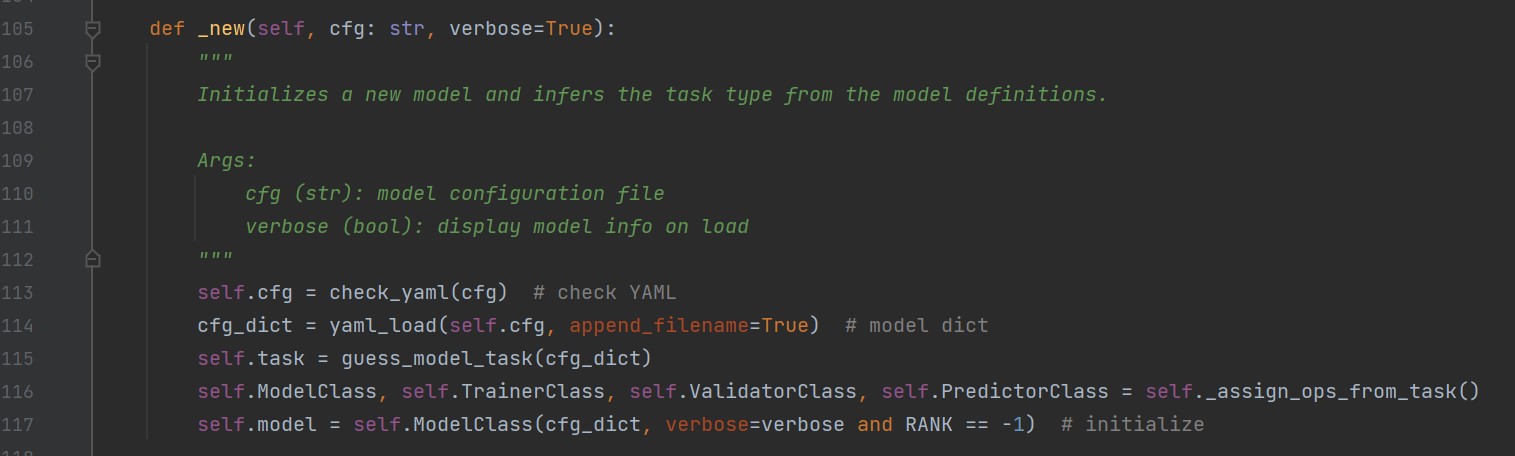 105 def _new(self, cfg: str, verbose=True):
106 """
107 Initializes a new model and infers the task type from the model definitions.
108
109 Args:
110 cfg (str): model configuration file
111 verbose (bool): display model info on load
112 """
113 self.cfg = check_yaml(cfg)  # check YAML
114 cfg_dict = yaml_load(self.cfg, append_filename=True)  # model dict
115 self.task = guess_model_task(cfg_dict)
116 self.ModelClass, self.TrainerClass, self.ValidatorClass, self.PredictorClass = self._assign_ops_from_task()
117 self.model = self.ModelClass(cfg_dict, verbose=verbose and RANK == -1)  # initialize